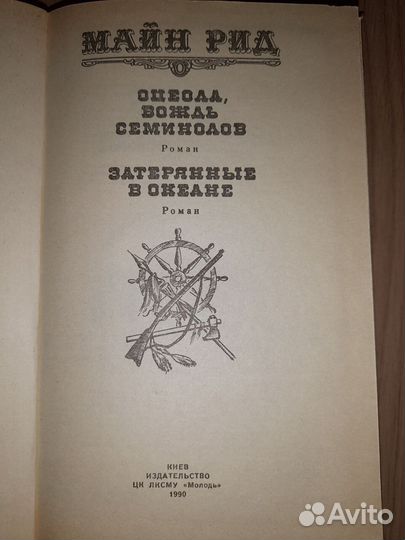 МАЙН РИД
ОЦЕОЛА,
ВОЖДЬ
СЕМИНОЛОВ
Роман
ЗАТЕРЯННЫЕ
В ОКЕАНЕ
Роман
КИЕВ
ИЗДАТЕЛЬСТВО
ЦК ЛКСМУ «Молодь»
1990
Avito